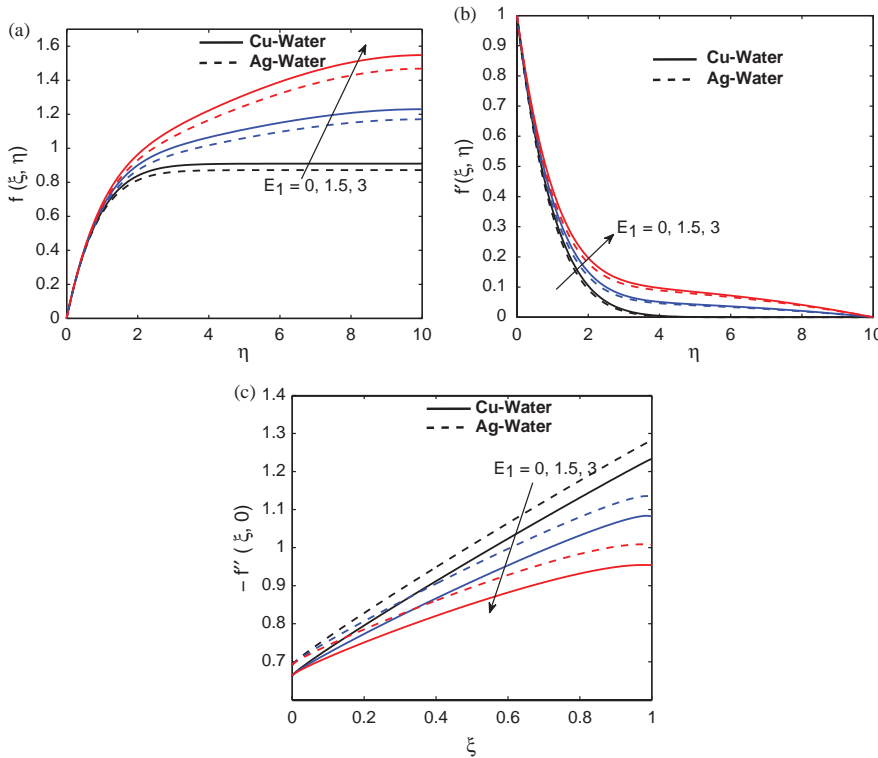 (a)
1.6
1.4
1.2
1
0.8
0.6
0.4
0.2
0
f (ξ, η)
Cu-Water
Ag-Water
E1 = 0, 1.5, 3
0 2 4 6 8 10
η
(b)
1
0.9
0.8
0.7
0.6
0.5
0.4
0.3
0.2
0.1
0
f′(ξ, η)
Cu-Water
Ag-Water
E1 = 0, 1.5, 3
0 2 4 6 8 10
η
(c)
1.4
1.3
1.2
1.1
1
0.9
0.8
0.7
0.6
− f″ ( ξ, 0)
Cu-Water
Ag-Water
E1 = 0, 1.5, 3
0 0.2 0.4 0.6 0.8 1
ξ